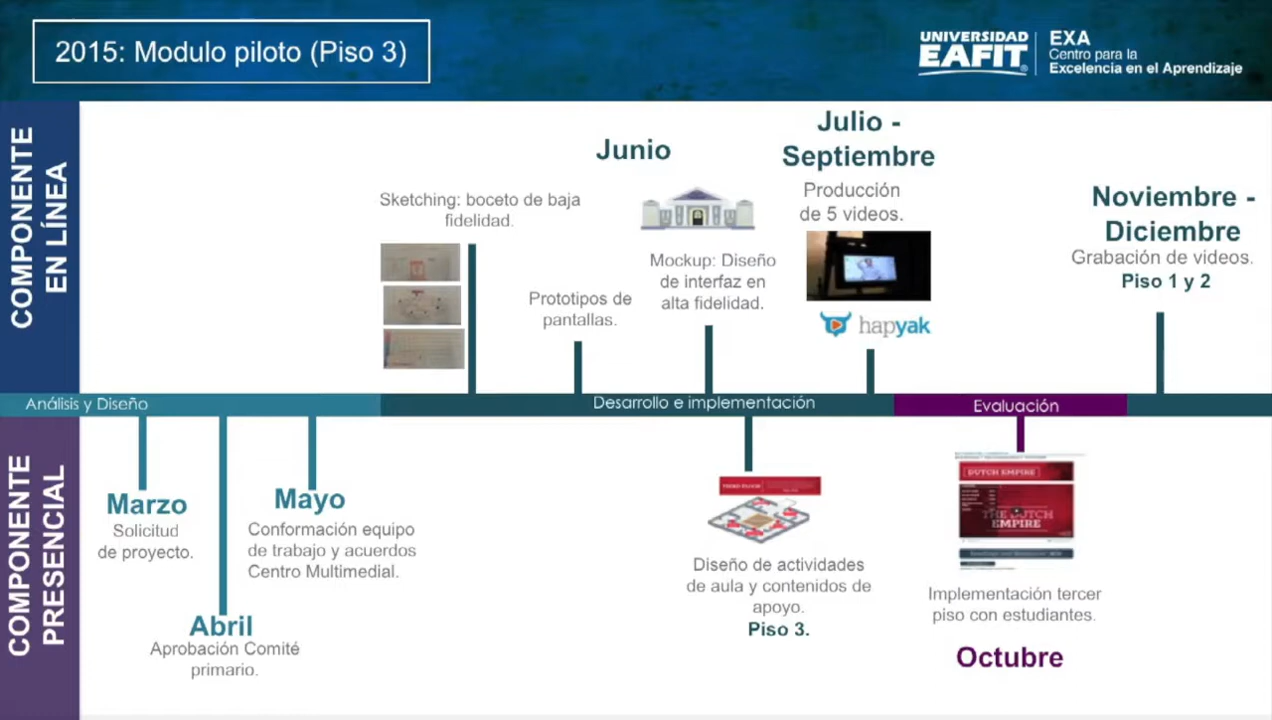 2015: Modulo piloto (Piso 3)
UNIVERSIDAD
EAFIT®
EXA
Centro para la
Excelencia en el Aprendizaje
COMPONENTE
EN LÍNEA
Sketching: boceto de baja
fidelidad.
Prototipos de
pantallas.
Junio
Mockup: Diseño
de interfaz en
alta fidelidad.
Julio -
Septiembre
Producción
de 5 videos.
hapyak
Noviembre -
Diciembre
Grabación de videos.
Piso 1 y 2
Análisis y Diseño
Desarrollo e implementación
Evaluación
COMPONENTE
PRESENCIAL
Marzo
Solicitud
de proyecto.
Abril
Aprobación Comité
primario.
Mayo
Conformación equipo
de trabajo y acuerdos
Centro Multimedial.
THIRD FLOOR
Diseño de actividades
de aula y contenidos de
apoyo.
Piso 3.
DUTCH EMPIRE
THE DUTCH
EMPIRE
Implementación tercer
piso con estudiantes.
Octubre